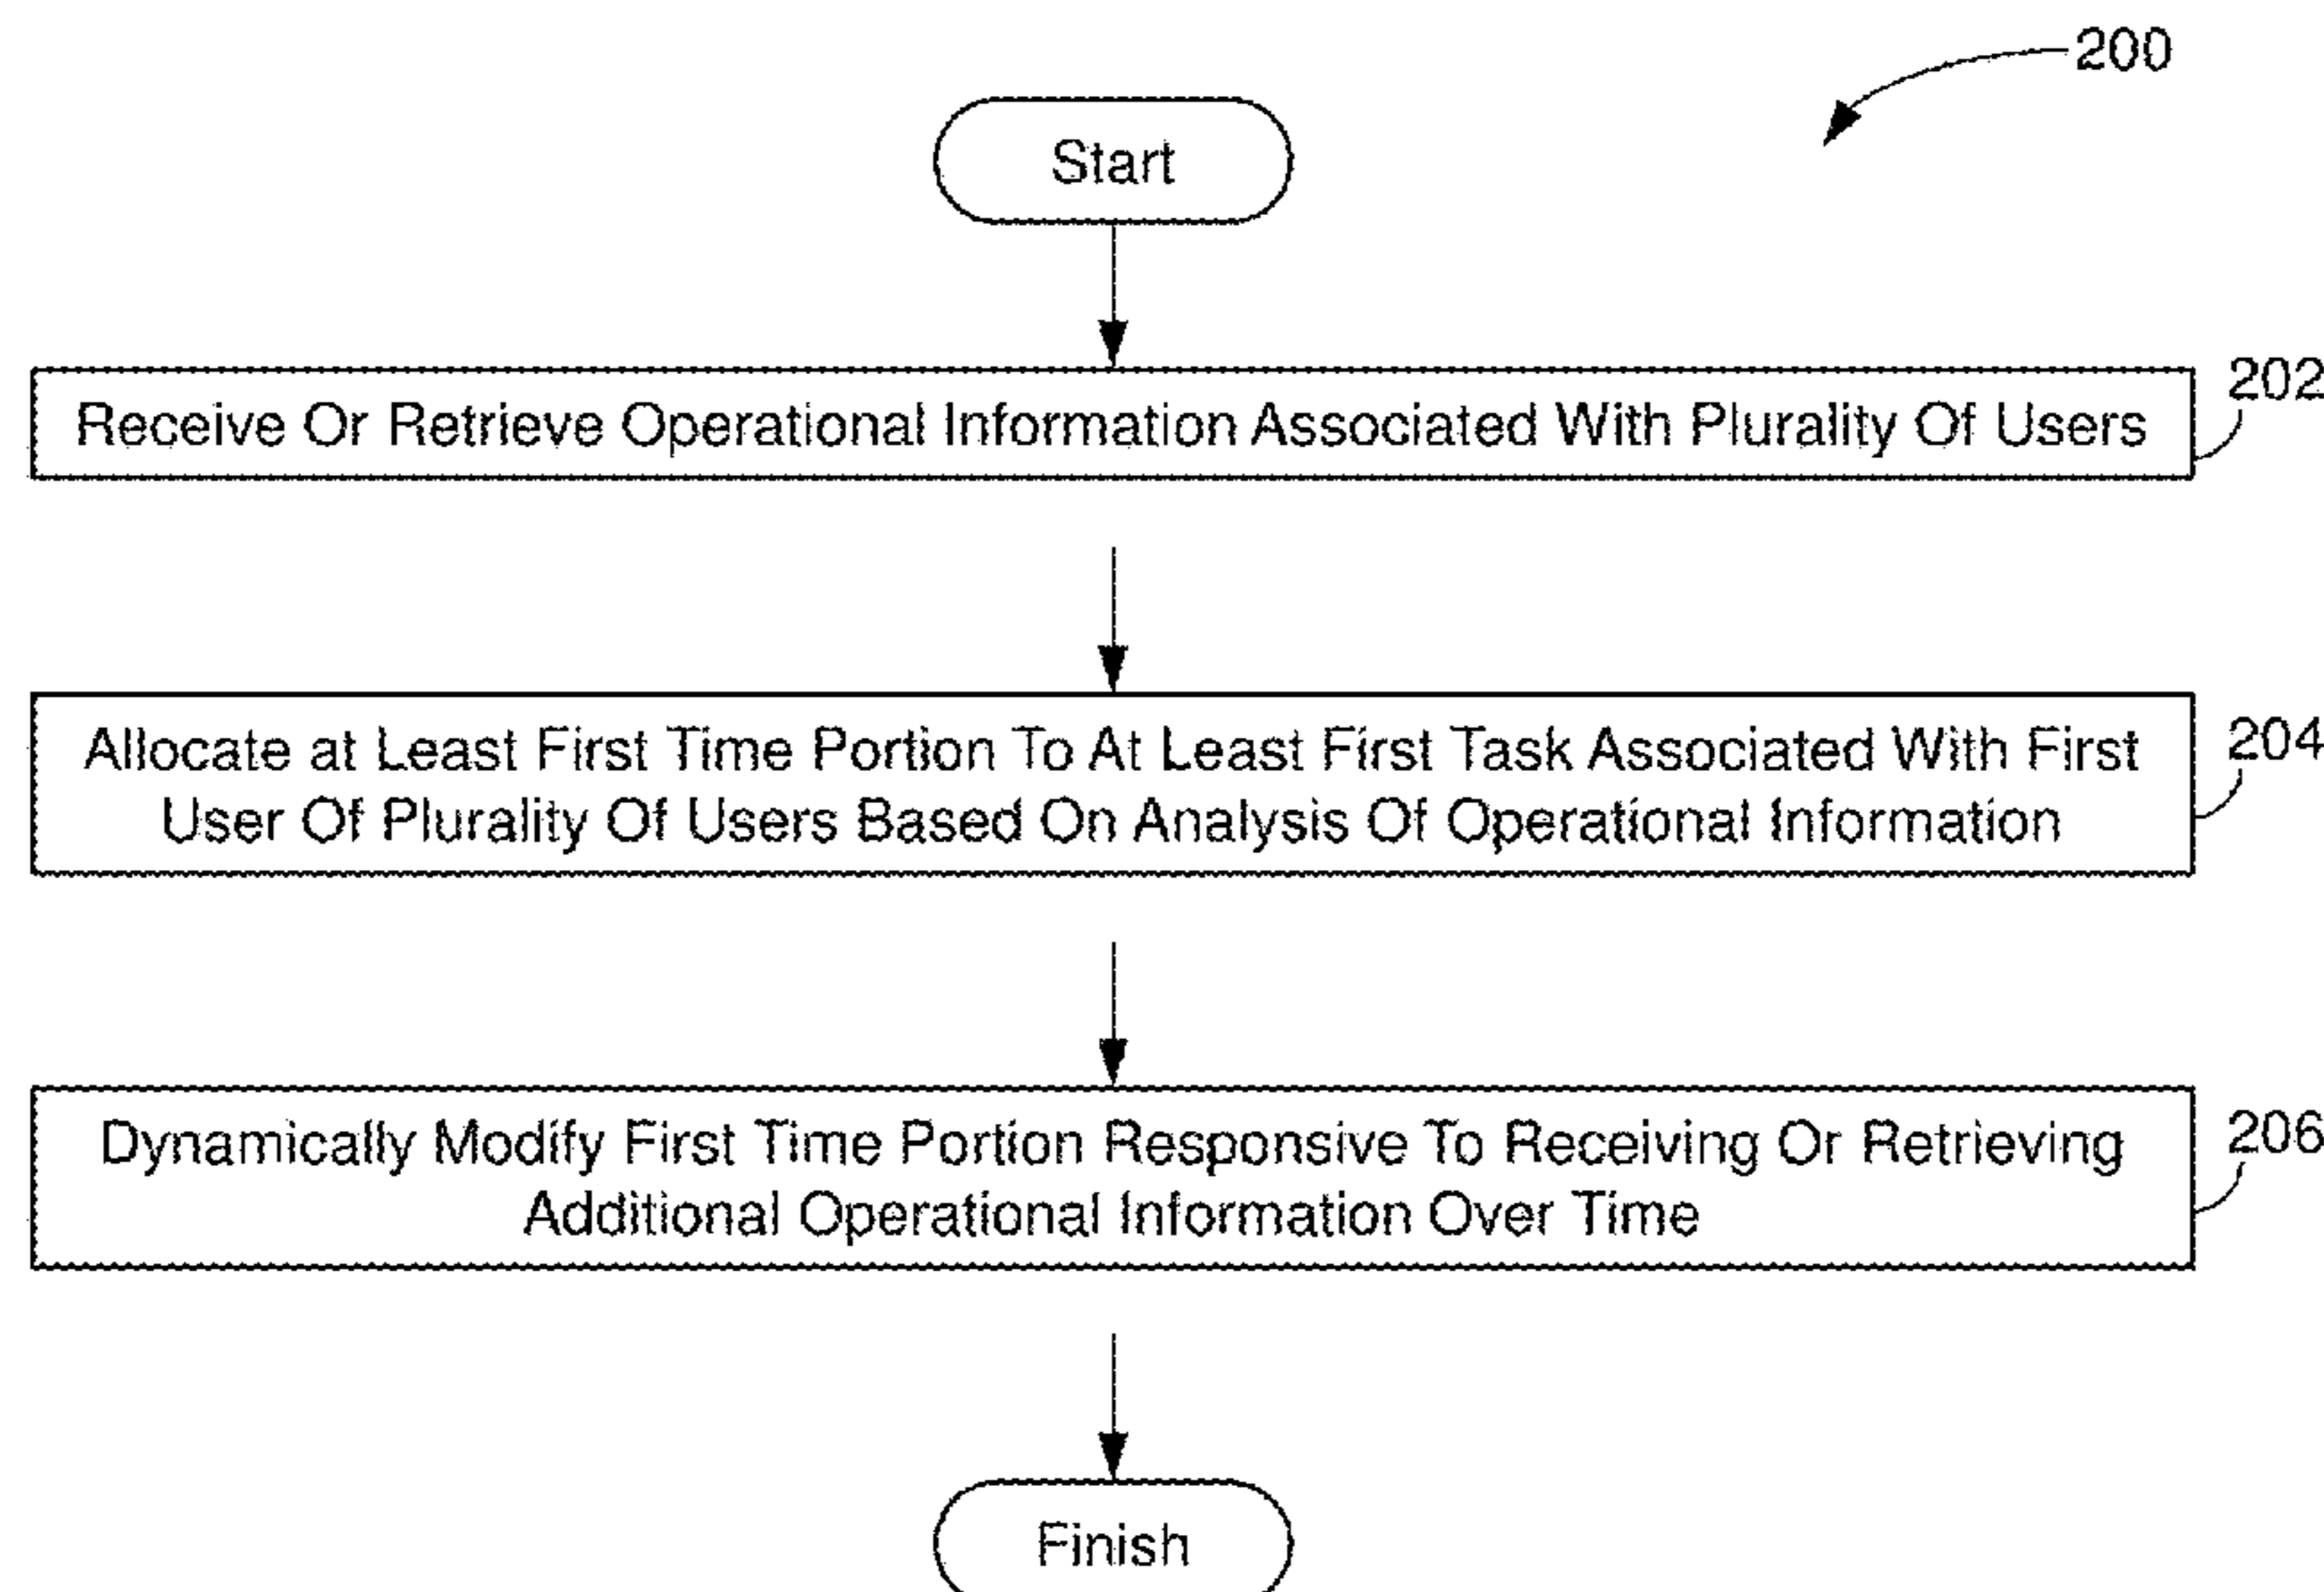 200
Start
Receive Or Retrieve Operational Information Associated With Plurality Of Users
202
Allocate at Least First Time Portion To At Least First Task Associated With First
User Of Plurality Of Users Based On Analysis Of Operational Information
204
Dynamically Modify First Time Portion Responsive To Receiving Or Retrieving
Additional Operational Information Over Time
206
Finish